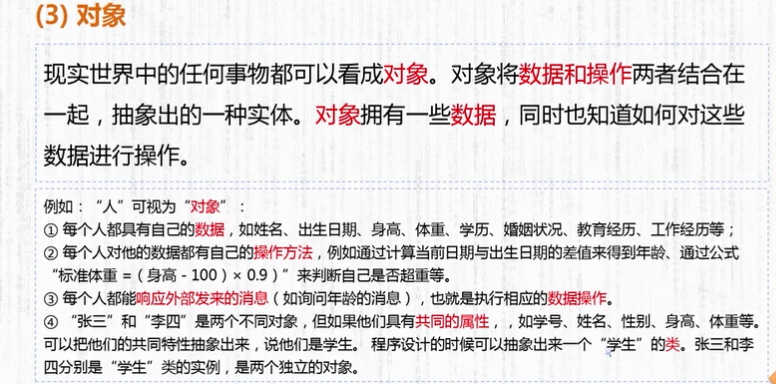 (3) 对象
现实世界中的任何事物都可以看成对象。对象将数据和操作两者结合在
一起，抽象出的一种实体。对象拥有一些数据，同时也知道如何对这些
数据进行操作。
例如：“人”可视为“对象”：
① 每个人都具有自己的数据，如姓名、出生日期、身高、体重、学历、婚姻状况、教育经历、工作经历等；
② 每个人对他的数据都有自己的操作方法，例如通过计算当前日期与出生日期的差值来得到年龄、通过公式
“标准体重 =（身高 - 100）× 0.9）”来判断自己是否超重等。
③ 每个人都能响应外部发来的消息（如询问年龄的消息），也就是执行相应的数据操作。
④ “张三”和“李四”是两个不同对象，但如果他们具有共同的属性，，如学号、姓名、性别、身高、体重等。
可以把他们的共同特性抽象出来，说他们是学生。 程序设计的时候可以抽象出来一个“学生”的类。张三和李
四分别是“学生”类的实例，是两个独立的对象。